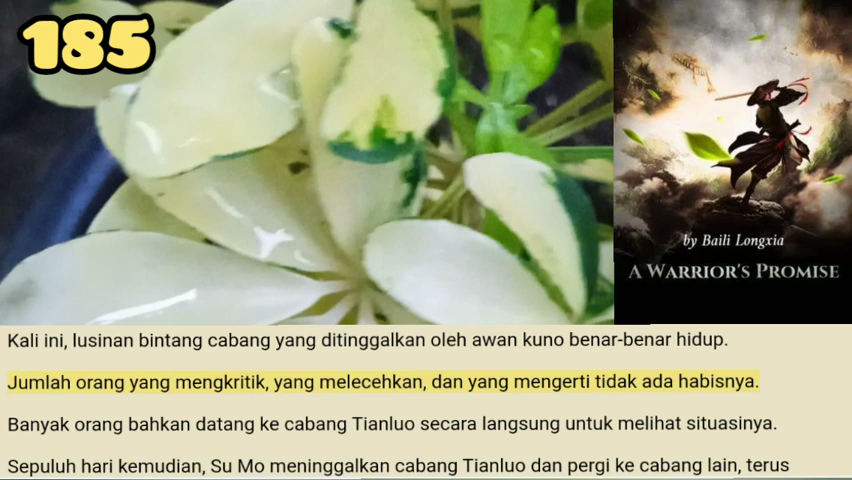 185
by Baili Longxia
A WARRIOR'S PROMISE
Kali ini, lusinan bintang cabang yang ditinggalkan oleh awan kuno benar-benar hidup.
Jumlah orang yang mengkritik, yang melecehkan, dan yang mengerti tidak ada habisnya.
Banyak orang bahkan datang ke cabang Tianluo secara langsung untuk melihat situasinya.
Sepuluh hari kemudian, Su Mo meninggalkan cabang Tianluo dan pergi ke cabang lain, terus